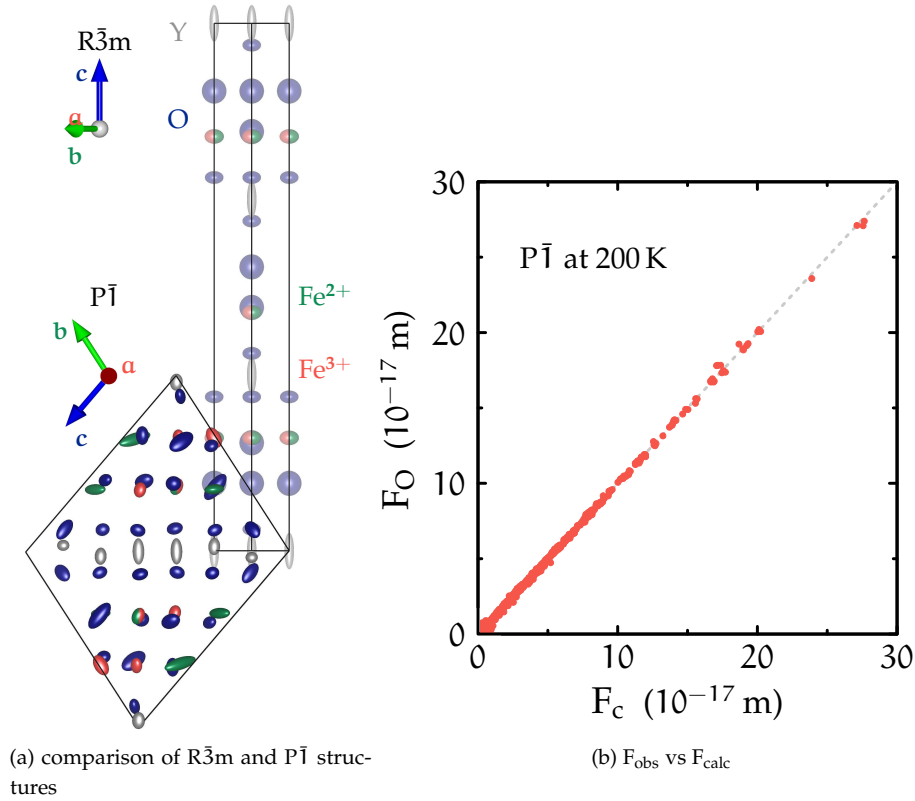 Y
R3̄m
c
a
b
O
Fe²⁺
P1̄
Fe³⁺
b
a
c
30
P1̄ at 200 K
20
10
0
F_O (10⁻¹⁷ m)
0 10 20 30
F_c (10⁻¹⁷ m)
(a) comparison of R3̄m and P1̄ struc-
tures
(b) F_obs vs F_calc